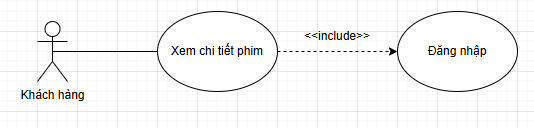 <<include>>
Xem chi tiết phim
Đăng nhập
Khách hàng